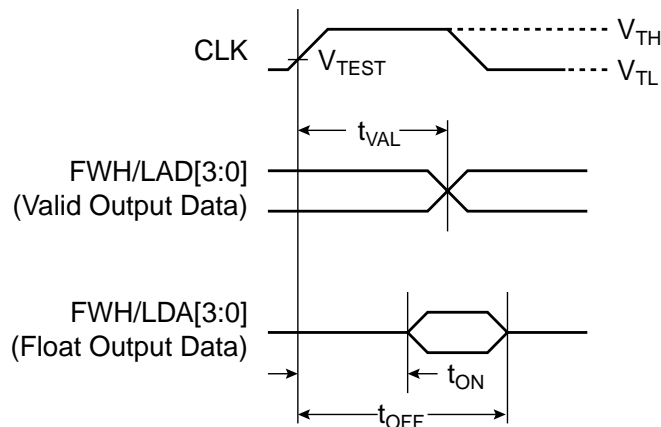 CLK
VTEST
VTH
VTL
tVAL
FWH/LAD[3:0]
(Valid Output Data)
FWH/LDA[3:0]
(Float Output Data)
tON
tOFF